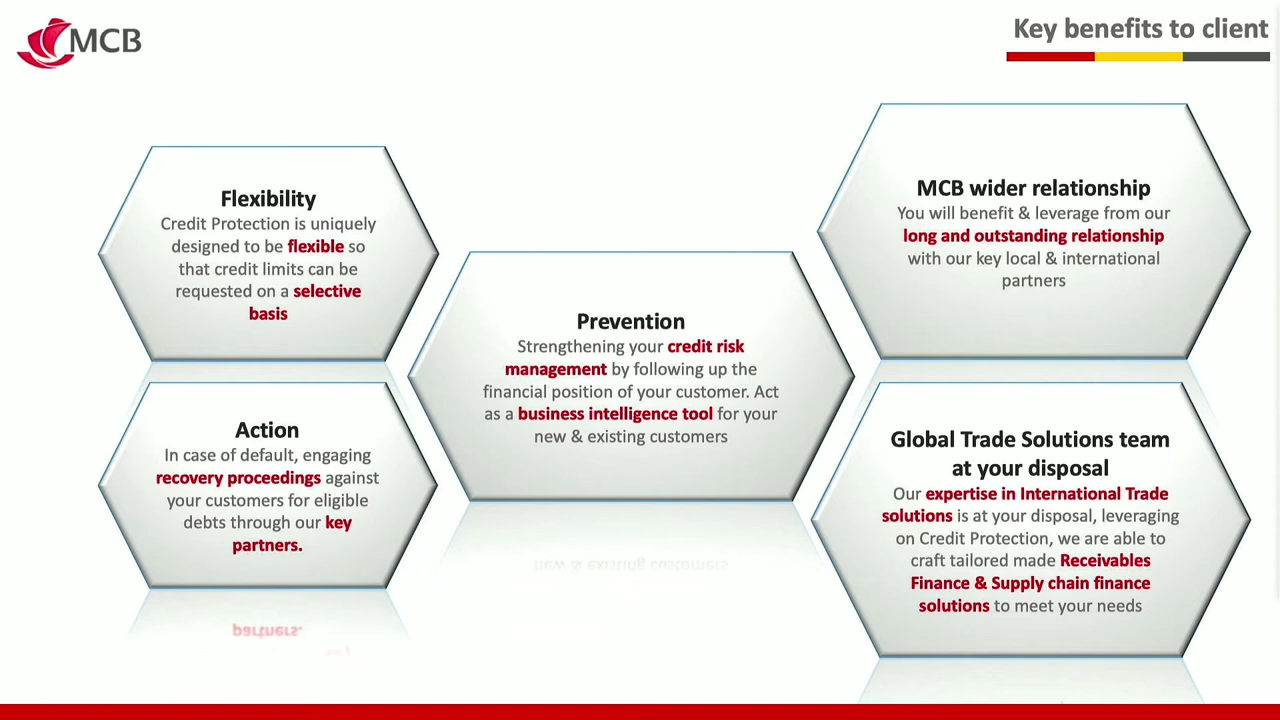 MCB
Key benefits to client
Flexibility
Credit Protection is uniquely
designed to be flexible so
that credit limits can be
requested on a selective
basis
Action
In case of default, engaging
recovery proceedings against
your customers for eligible
debts through our key
partners.
Prevention
Strengthening your credit risk
management by following up the
financial position of your customer. Act
as a business intelligence tool for your
new & existing customers
MCB wider relationship
You will benefit & leverage from our
long and outstanding relationship
with our key local & international
partners
Global Trade Solutions team
at your disposal
Our expertise in International Trade
solutions is at your disposal, leveraging
on Credit Protection, we are able to
craft tailored made Receivables
Finance & Supply chain finance
solutions to meet your needs